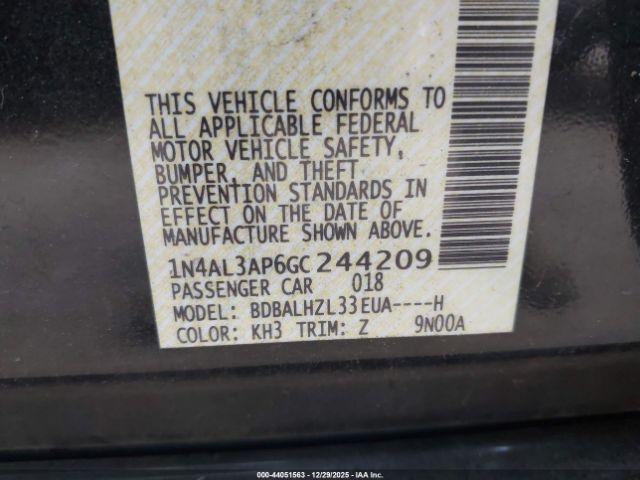 THIS VEHICLE CONFORMS TO
ALL APPLICABLE FEDERAL
MOTOR VEHICLE SAFETY,
BUMPER, AND THEFT
PREVENTION STANDARDS IN
EFFECT ON THE DATE OF
MANUFACTURE SHOWN ABOVE.
1N4AL3AP6GC244209
PASSENGER CAR 018
MODEL: BDBALHZL33EUA----H
COLOR: KH3 TRIM: Z 9N00A
000-44051563 | 12/29/2025 | IAA Inc.